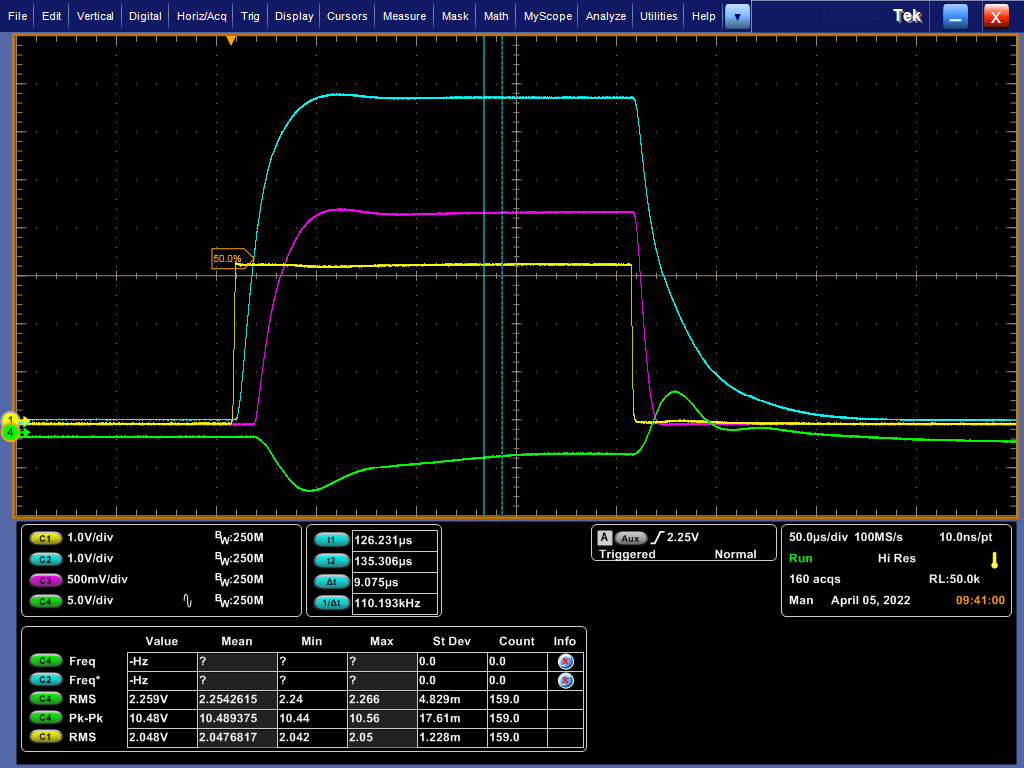 File Edit Vertical Digital Horiz/Acq Trig Display Cursors Measure Mask Math MyScope Analyze Utilities Help Tek X
50.0%
1
4
C1 1.0V/div BW:250M
C2 1.0V/div BW:250M
C3 500mV/div BW:250M
C4 5.0V/div BW:250M
t1 126.231µs
t2 135.306µs
Δt 9.075µs
1/Δt 110.193kHz
A Aux 2.25V
Triggered Normal
50.0µs/div 100MS/s 10.0ns/pt
Run Hi Res
160 acqs RL:50.0k
Man April 05, 2022 09:41:00
Value Mean Min Max St Dev Count Info
C4 Freq -Hz ? ? ? 0.0 0.0
C2 Freq* -Hz ? ? ? 0.0 0.0
C4 RMS 2.259V 2.2542615 2.24 2.266 4.829m 159.0
C4 Pk-Pk 10.48V 10.489375 10.44 10.56 17.61m 159.0
C1 RMS 2.048V 2.0476817 2.042 2.05 1.228m 159.0